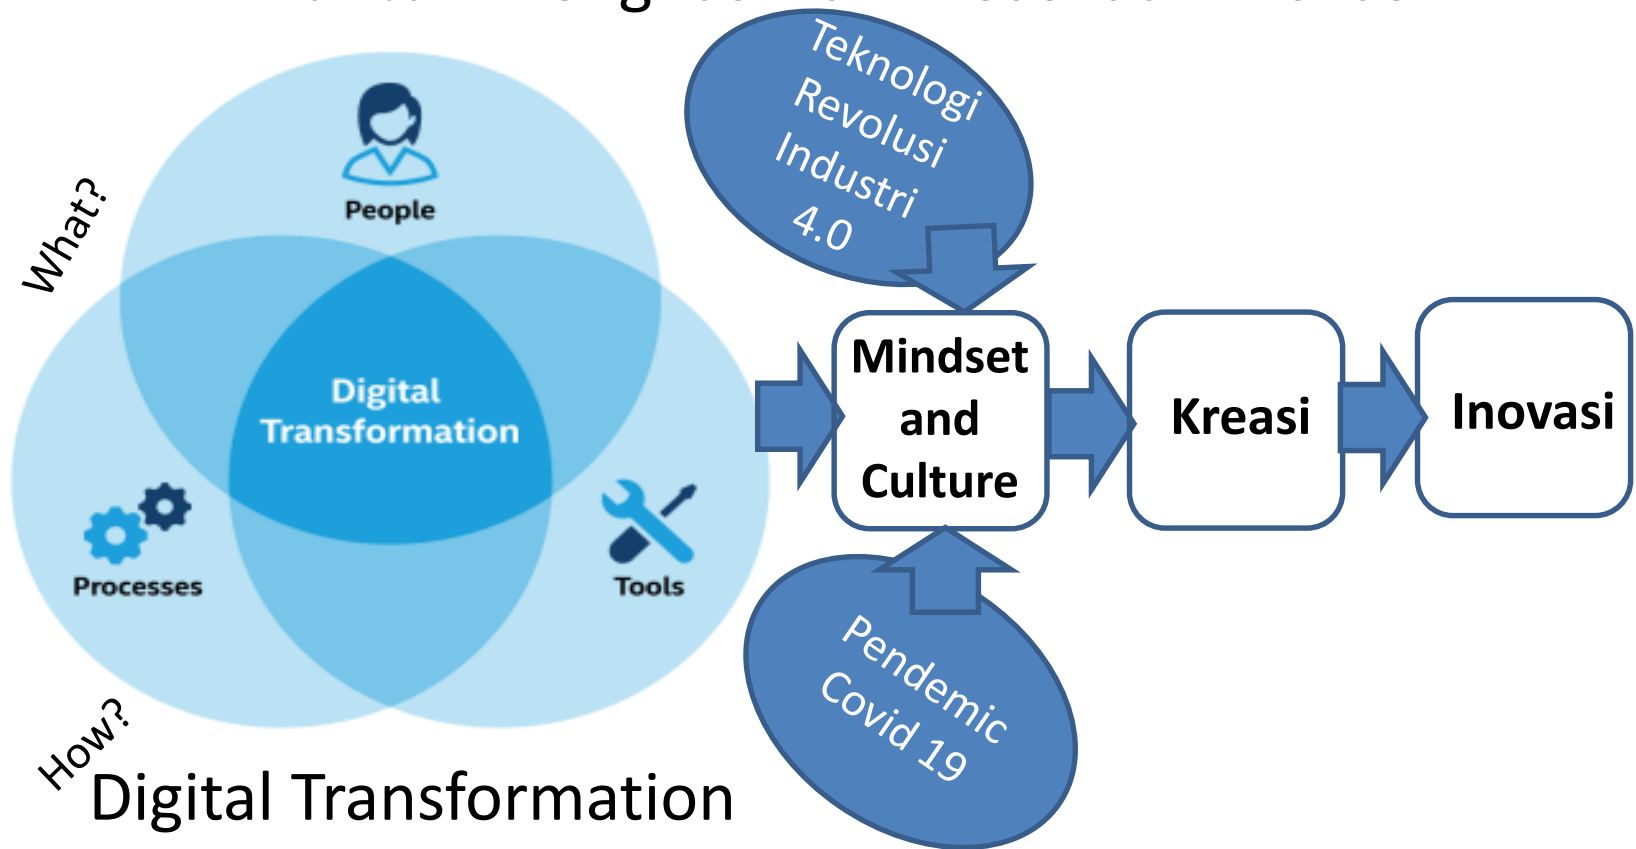 People
What?
Digital
Transformation
Processes
Tools
How?
Digital Transformation
Teknologi
Revolusi
Industri
4.0
Mindset
and
Culture
Kreasi
Inovasi
Pendemic
Covid 19